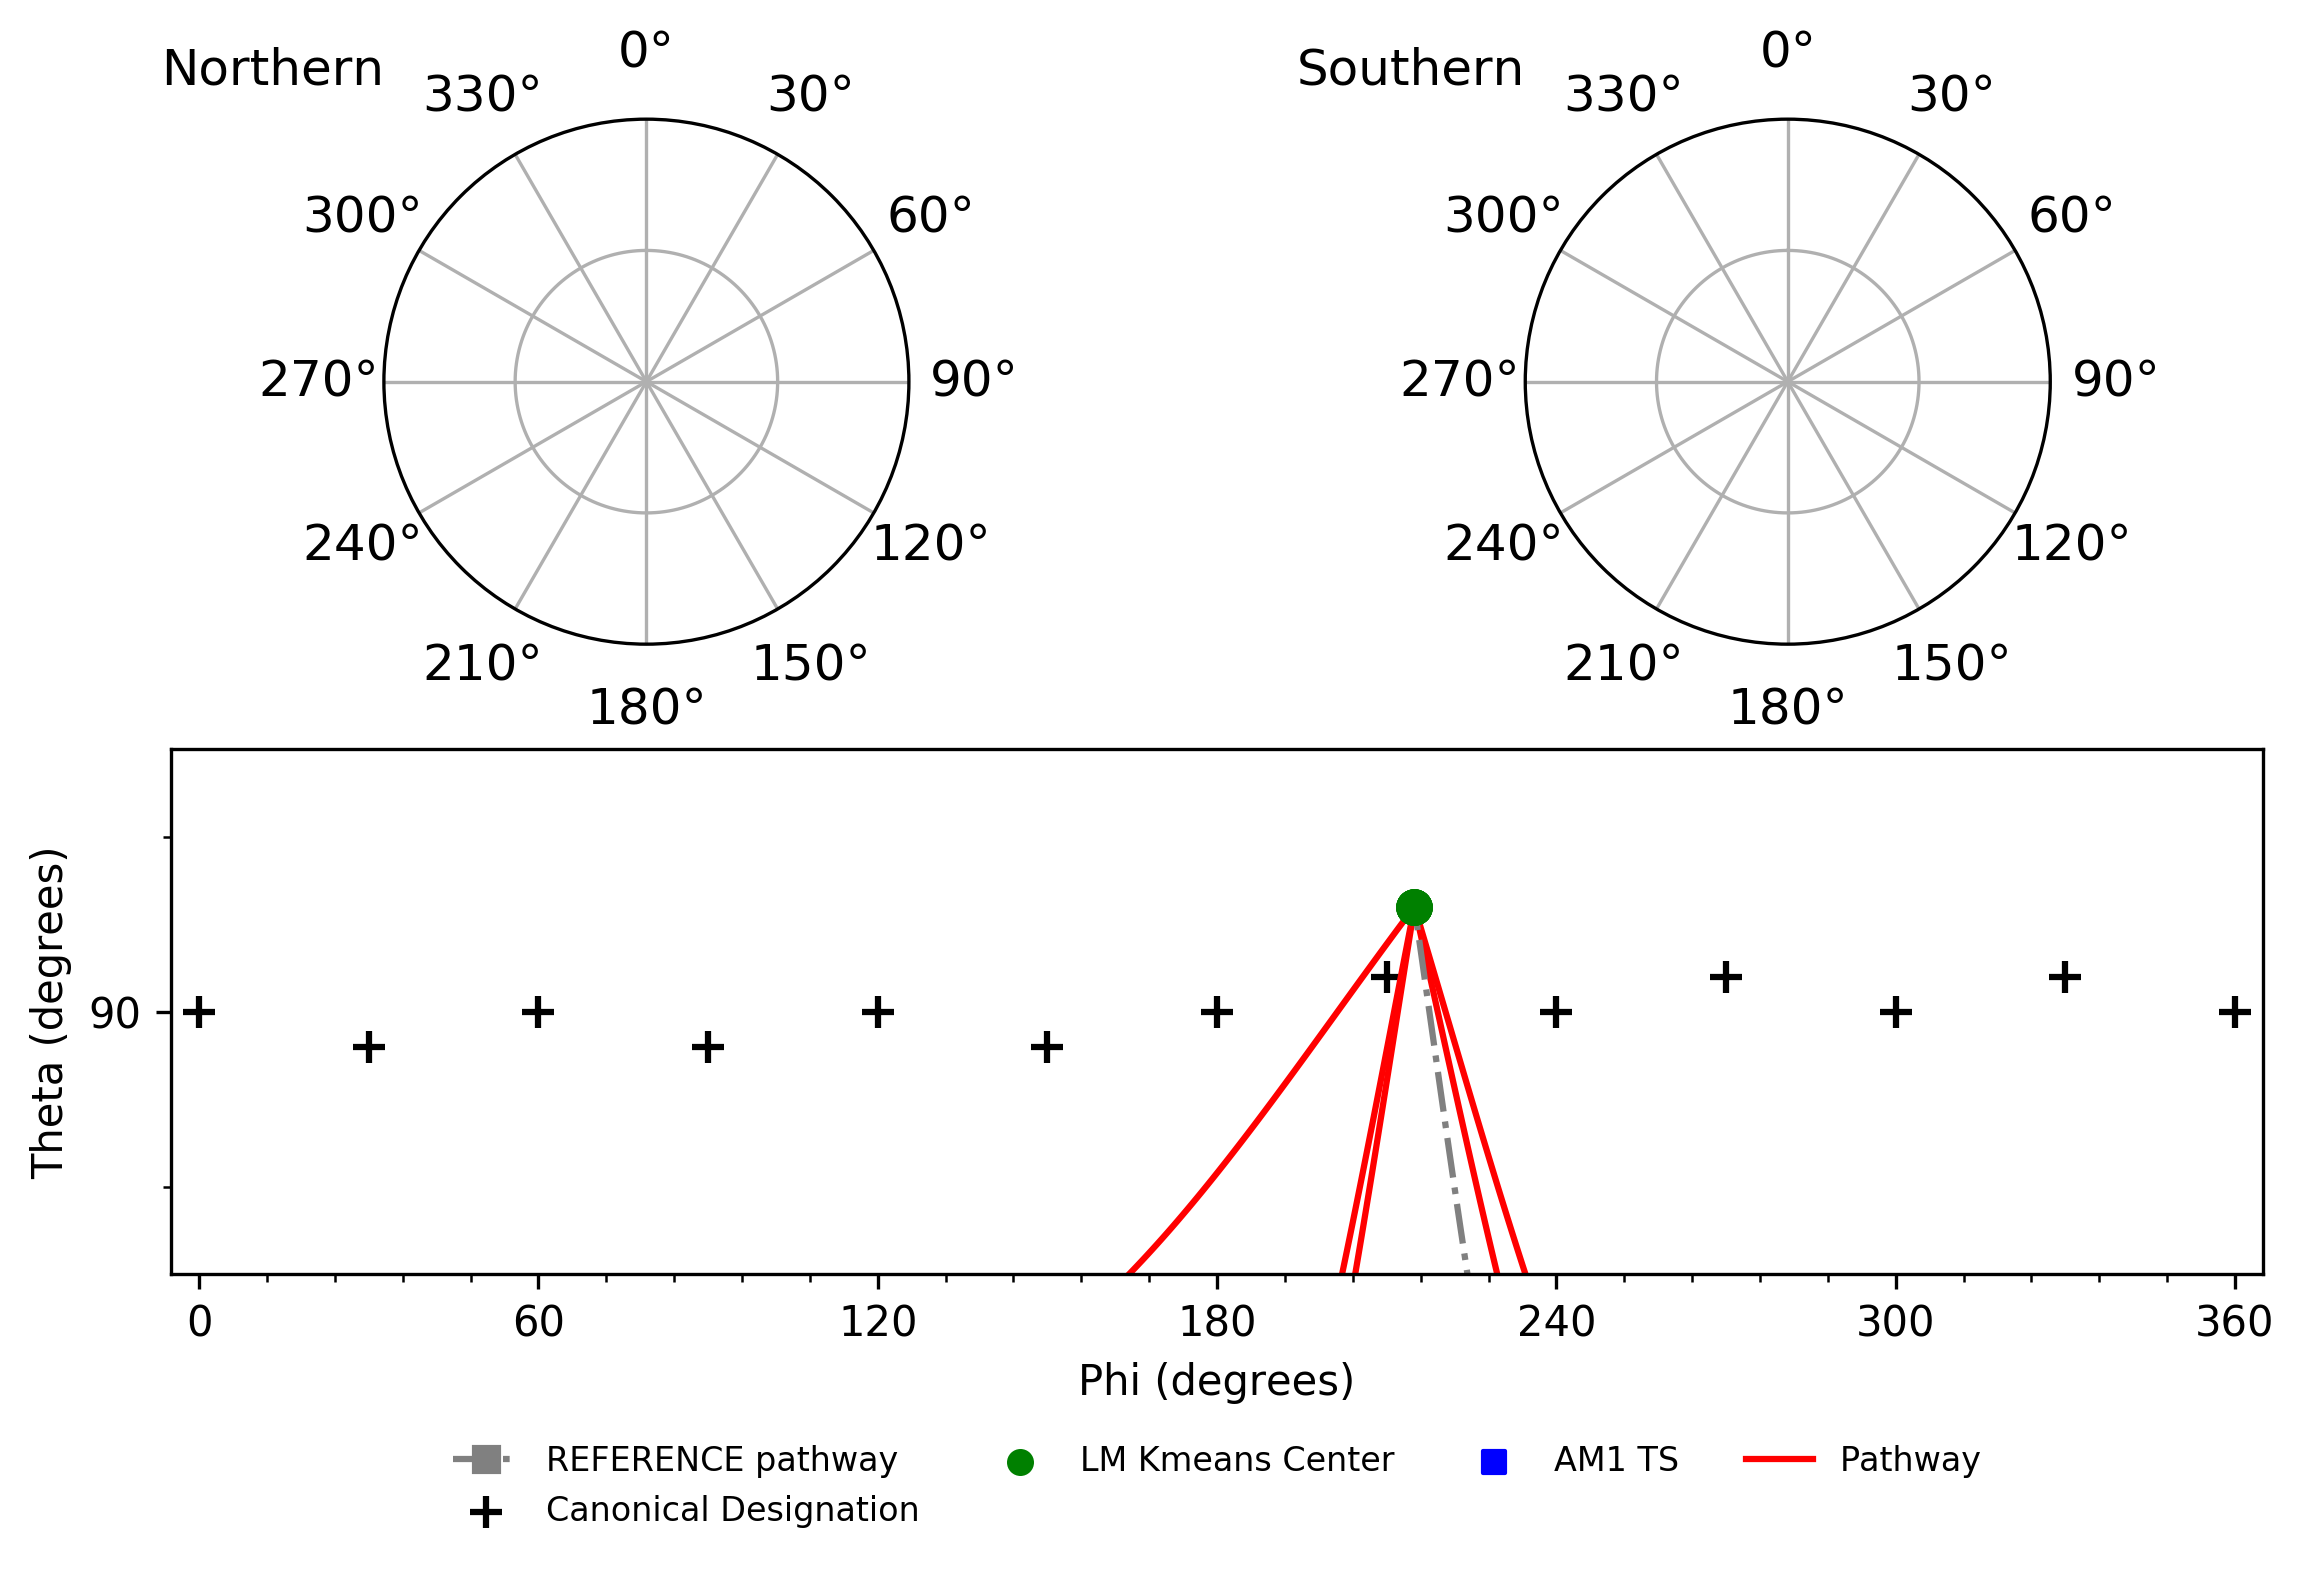 Northern
0°
330°
30°
300°
60°
270°
90°
240°
120°
210°
150°
180°
Southern
0°
330°
30°
300°
60°
270°
90°
240°
120°
210°
150°
180°
Theta (degrees)
90
0 60 120 180 240 300 360
Phi (degrees)
REFERENCE pathway
Canonical Designation
LM Kmeans Center
AM1 TS
Pathway